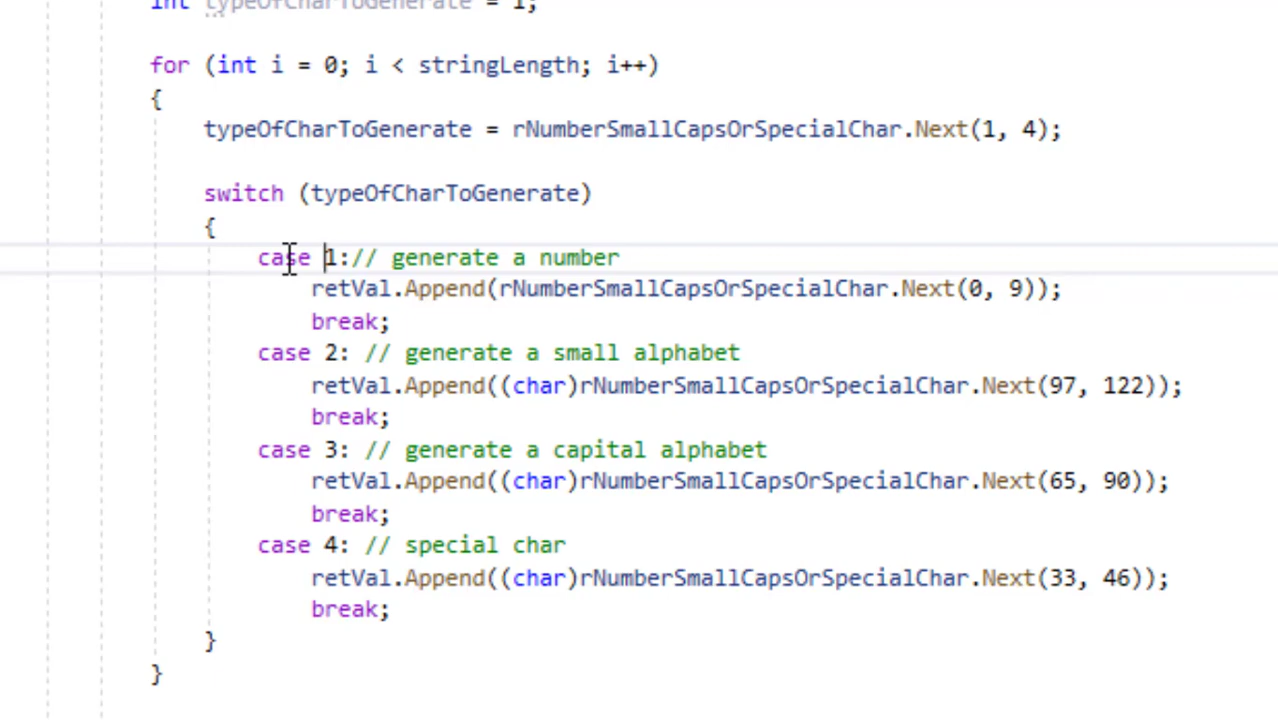 int typeOfCharToGenerate = 1;
for (int i = 0; i < stringLength; i++)
{
typeOfCharToGenerate = rNumberSmallCapsOrSpecialChar.Next(1, 4);
switch (typeOfCharToGenerate)
{
case 1:// generate a number
retVal.Append(rNumberSmallCapsOrSpecialChar.Next(0, 9));
break;
case 2: // generate a small alphabet
retVal.Append((char)rNumberSmallCapsOrSpecialChar.Next(97, 122));
break;
case 3: // generate a capital alphabet
retVal.Append((char)rNumberSmallCapsOrSpecialChar.Next(65, 90));
break;
case 4: // special char
retVal.Append((char)rNumberSmallCapsOrSpecialChar.Next(33, 46));
break;
}
}